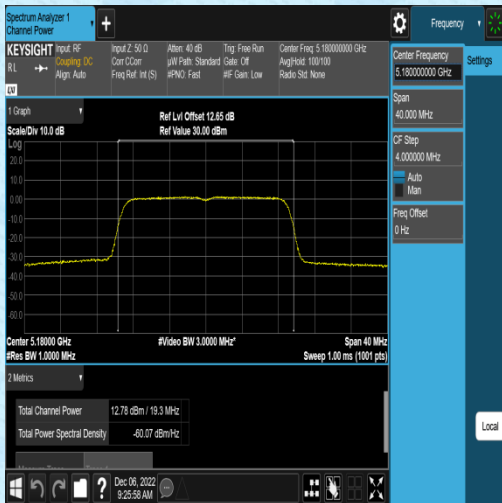 Spectrum Analyzer 1
Channel Power
Frequency
KEYSIGHT
Input: RF
Input Z: 50 Ω
Atten: 40 dB
Trig: Free Run
Center Freq: 5.180000000 GHz
RL
Coupling: DC
Corr CCorr
µW Path: Standard
Gate: Off
Avg|Hold: 100/100
Align: Auto
Freq Ref: Int (S)
#PNO: Fast
#IF Gain: Low
Radio Std: None
LXI
1 Graph
Ref Lvl Offset 12.65 dB
Scale/Div 10.0 dB
Ref Value 30.00 dBm
Log
20.0
10.0
0.00
-10.0
-20.0
-30.0
-40.0
-50.0
-60.0
Center 5.18000 GHz
#Video BW 3.0000 MHz*
Span 40 MHz
#Res BW 1.0000 MHz
Sweep 1.00 ms (1001 pts)
2 Metrics
Total Channel Power
12.78 dBm / 19.3 MHz
Total Power Spectral Density
-60.07 dBm/Hz
Dec 06, 2022
9:25:58 AM
Center Frequency
5.180000000 GHz
Settings
Span
40.000 MHz
CF Step
4.000000 MHz
Auto
Man
Freq Offset
0 Hz
Local